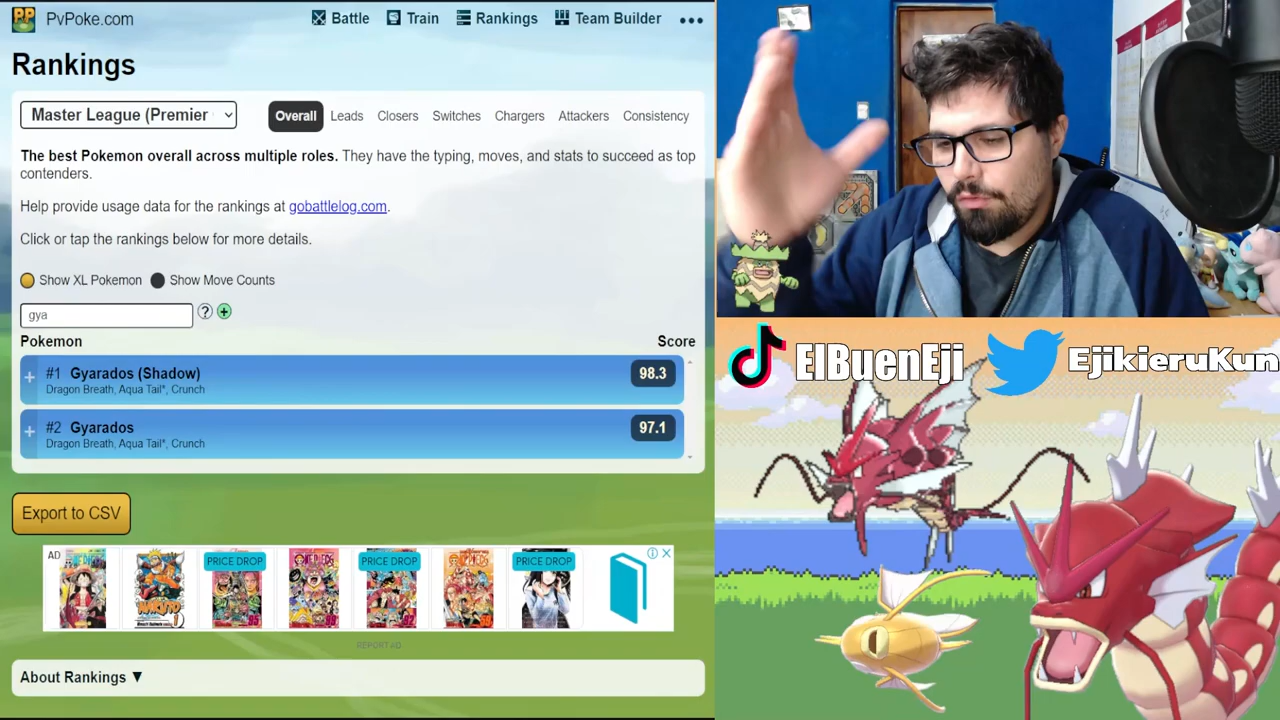 PvPoke.com
Battle
Train
Rankings
Team Builder
Rankings
Master League (Premier
Overall
Leads
Closers
Switches
Chargers
Attackers
Consistency
The best Pokemon overall across multiple roles. They have the typing, moves, and stats to succeed as top
contenders.
Help provide usage data for the rankings at gobattlelog.com.
Click or tap the rankings below for more details.
Show XL Pokemon
Show Move Counts
gya
?
+
Pokemon
Score
+
#1 Gyarados (Shadow)
98.3
Dragon Breath, Aqua Tail*, Crunch
+
#2 Gyarados
97.1
Dragon Breath, Aqua Tail*, Crunch
Export to CSV
AD
PRICE DROP
PRICE DROP
PRICE DROP
NARUTO
REPORT AD
About Rankings ▼
ElBuenEji
EjikieruKun